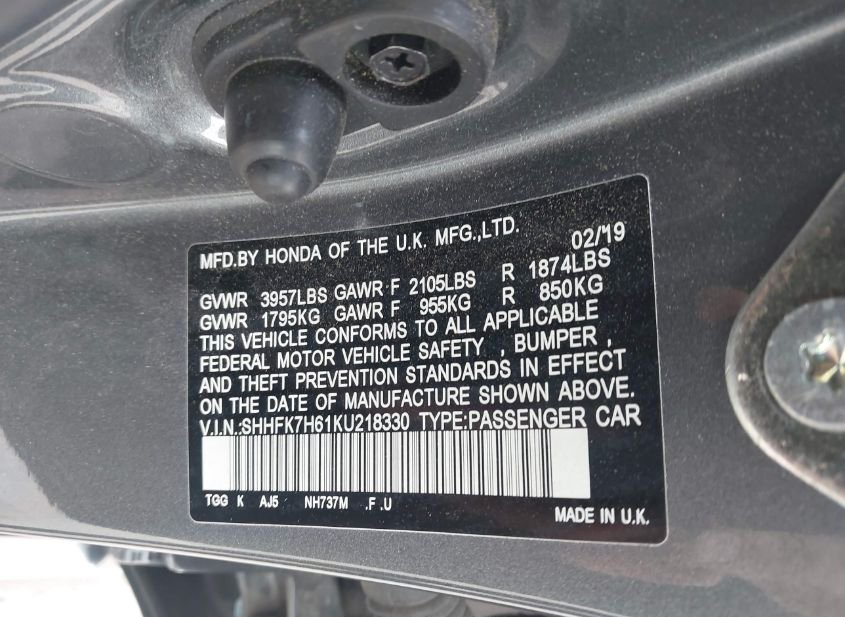 MFD.BY HONDA OF THE U.K. MFG.,LTD. 02/'19
GVWR 3957LBS GAWR F 2105LBS R 1874LBS
GVWR 1795KG GAWR F 955KG R 850KG
THIS VEHICLE CONFORMS TO ALL APPLICABLE
FEDERAL MOTOR VEHICLE SAFETY , BUMPER ,
AND THEFT PREVENTION STANDARDS IN EFFECT
ON THE DATE OF MANUFACTURE SHOWN ABOVE.
V.I.N.:SHHFK7H61KU218330 TYPE:PASSENGER CAR
TGG K AJ5 NH737M .F .U
MADE IN U.K.